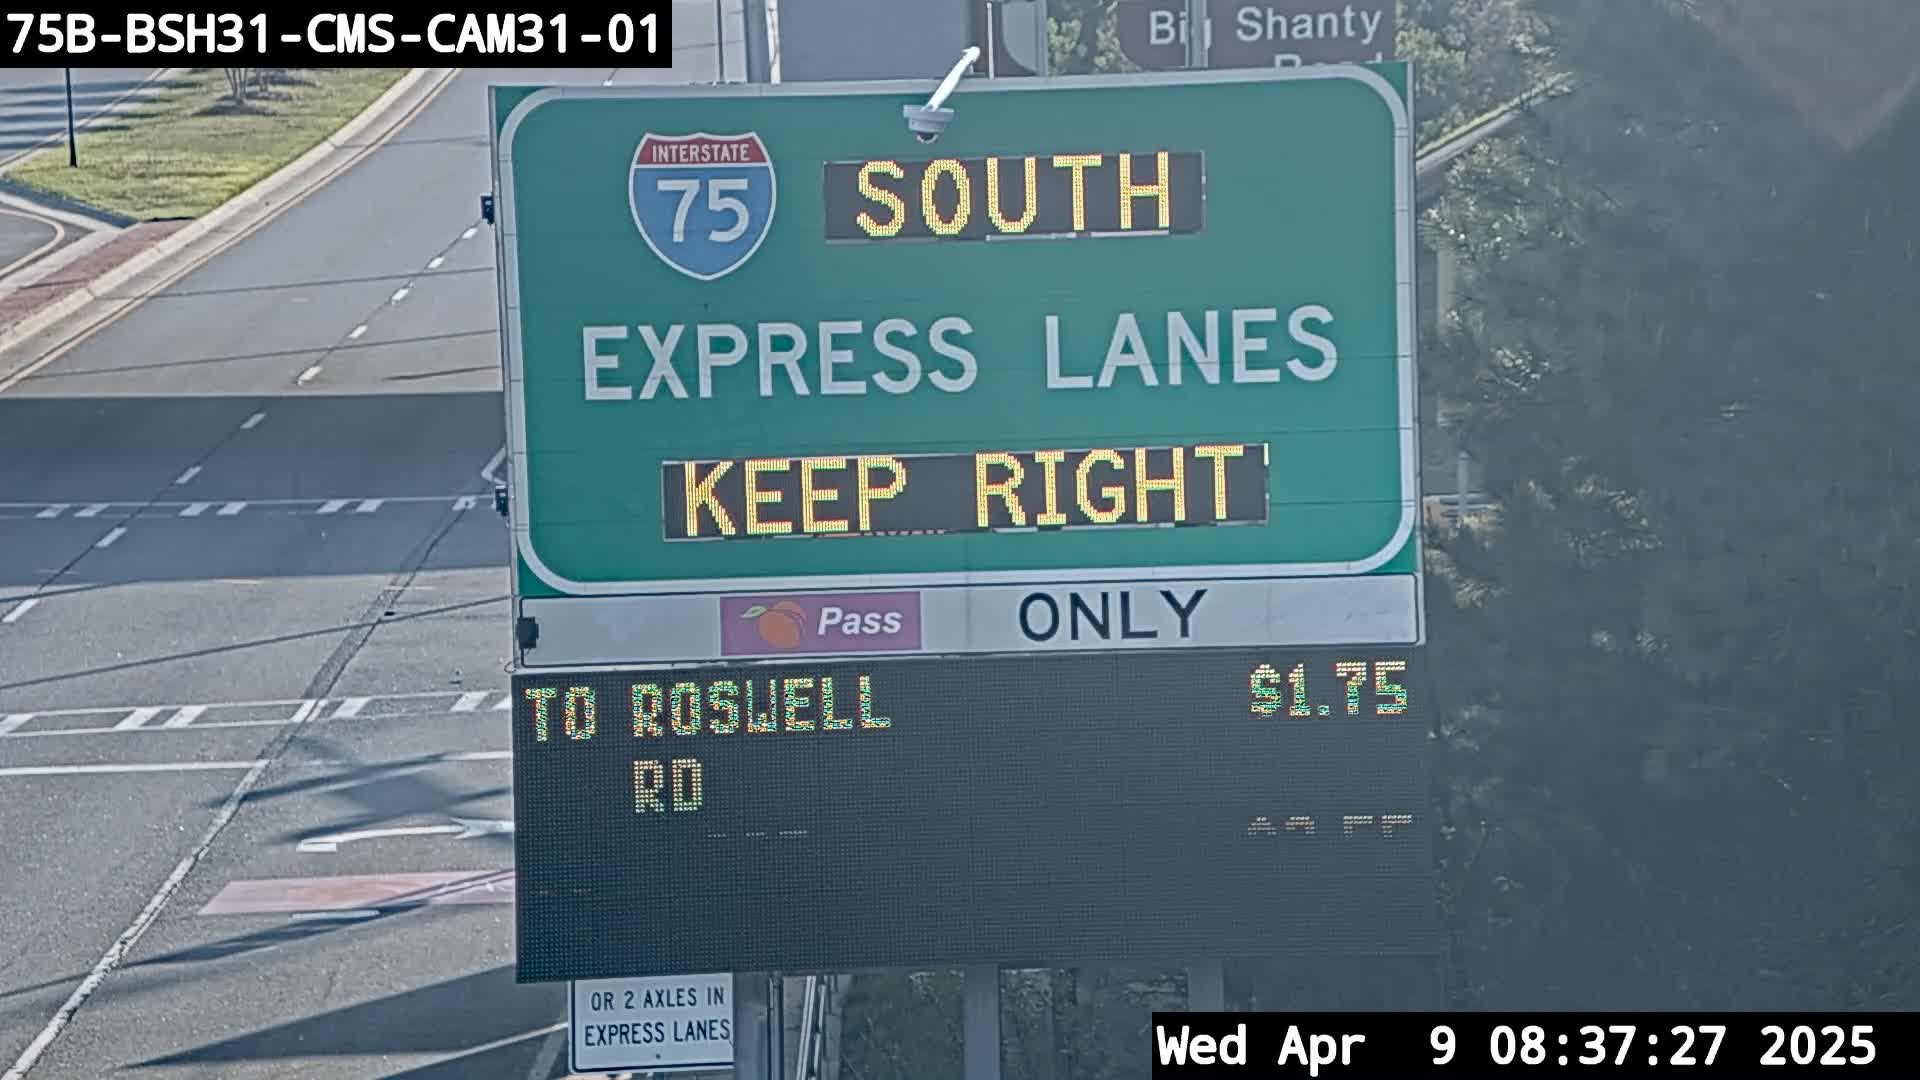 75B-BSH31-CMS-CAM31-01
Big Shanty
Road
INTERSTATE
75
SOUTH
EXPRESS LANES
KEEP RIGHT
Pass ONLY
TO ROSWELL $1.75
RD
OR 2 AXLES IN
EXPRESS LANES
Wed Apr 9 08:37:27 2025